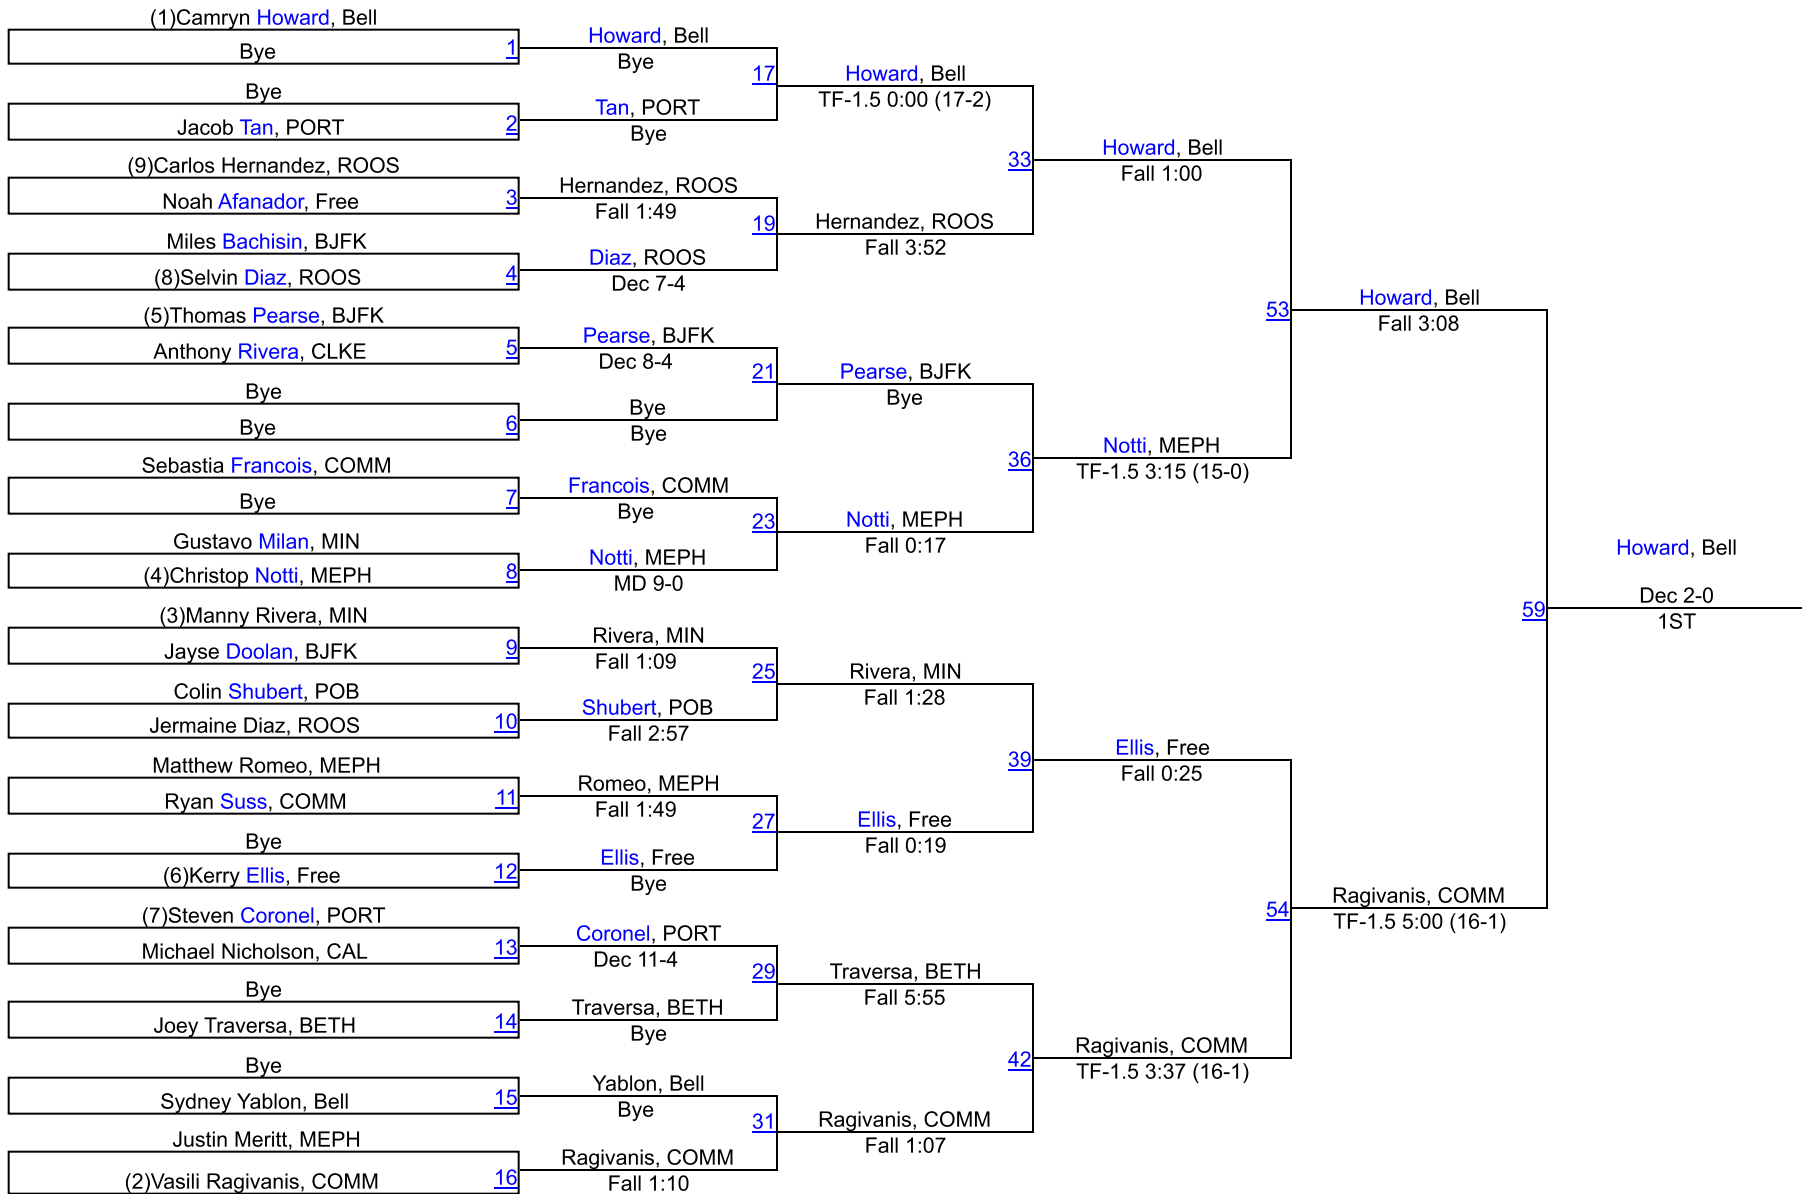 (1)Camryn Howard, Bell
Bye
1
Bye
Jacob Tan, PORT
2
(9)Carlos Hernandez, ROOS
Noah Afanador, Free
3
Miles Bachisin, BJFK
(8)Selvin Diaz, ROOS
4
(5)Thomas Pearse, BJFK
Anthony Rivera, CLKE
5
Bye
Bye
6
Sebastia Francois, COMM
Bye
7
Gustavo Milan, MIN
(4)Christop Notti, MEPH
8
(3)Manny Rivera, MIN
Jayse Doolan, BJFK
9
Colin Shubert, POB
Jermaine Diaz, ROOS
10
Matthew Romeo, MEPH
Ryan Suss, COMM
11
Bye
(6)Kerry Ellis, Free
12
(7)Steven Coronel, PORT
Michael Nicholson, CAL
13
Bye
Joey Traversa, BETH
14
Bye
Sydney Yablon, Bell
15
Justin Meritt, MEPH
(2)Vasili Ragivanis, COMM
16
Howard, Bell
Bye
17
Tan, PORT
Bye
Hernandez, ROOS
Fall 1:49
19
Diaz, ROOS
Dec 7-4
Pearse, BJFK
Dec 8-4
21
Bye
Bye
Francois, COMM
Bye
23
Notti, MEPH
MD 9-0
Rivera, MIN
Fall 1:09
25
Shubert, POB
Fall 2:57
Romeo, MEPH
Fall 1:49
27
Ellis, Free
Bye
Coronel, PORT
Dec 11-4
29
Traversa, BETH
Bye
Yablon, Bell
Bye
31
Ragivanis, COMM
Fall 1:10
Howard, Bell
TF-1.5 0:00 (17-2)
33
Hernandez, ROOS
Fall 3:52
Pearse, BJFK
Bye
36
Notti, MEPH
Fall 0:17
Rivera, MIN
Fall 1:28
39
Ellis, Free
Fall 0:19
Traversa, BETH
Fall 5:55
42
Ragivanis, COMM
Fall 1:07
Howard, Bell
Fall 1:00
53
Notti, MEPH
TF-1.5 3:15 (15-0)
Ellis, Free
Fall 0:25
54
Ragivanis, COMM
TF-1.5 3:37 (16-1)
Howard, Bell
Fall 3:08
59
Ragivanis, COMM
TF-1.5 5:00 (16-1)
Howard, Bell
Dec 2-0
1ST